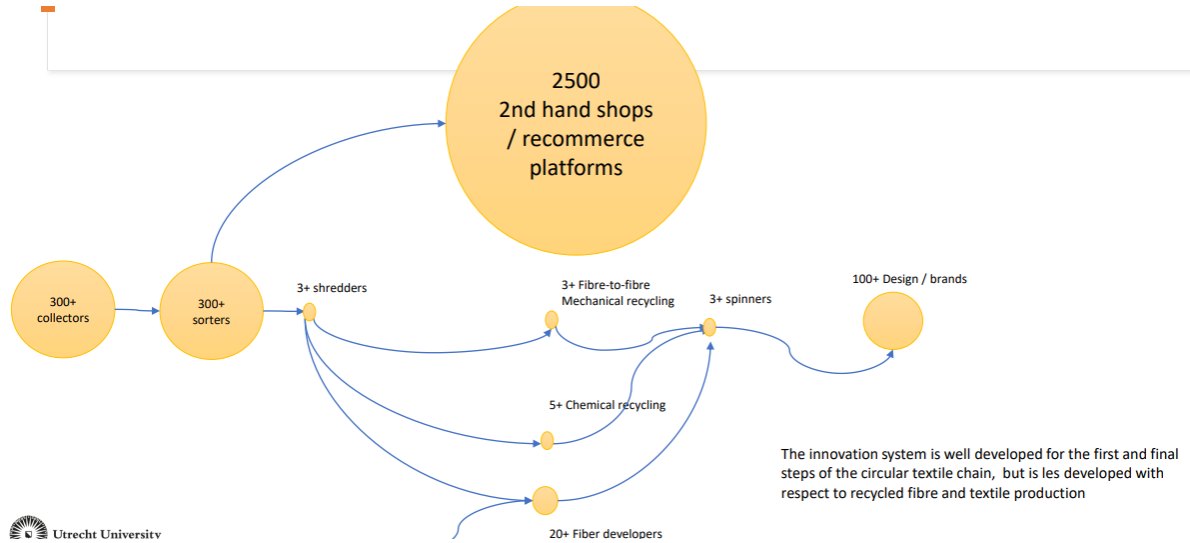 2500
2nd hand shops
/ recommerce
platforms
300+
collectors
300+
sorters
3+ shredders
3+ Fibre-to-fibre
Mechanical recycling
3+ spinners
100+ Design / brands
5+ Chemical recycling
The innovation system is well developed for the first and final
steps of the circular textile chain,  but is les developed with
respect to recycled fibre and textile production
20+ Fiber developers
Utrecht University